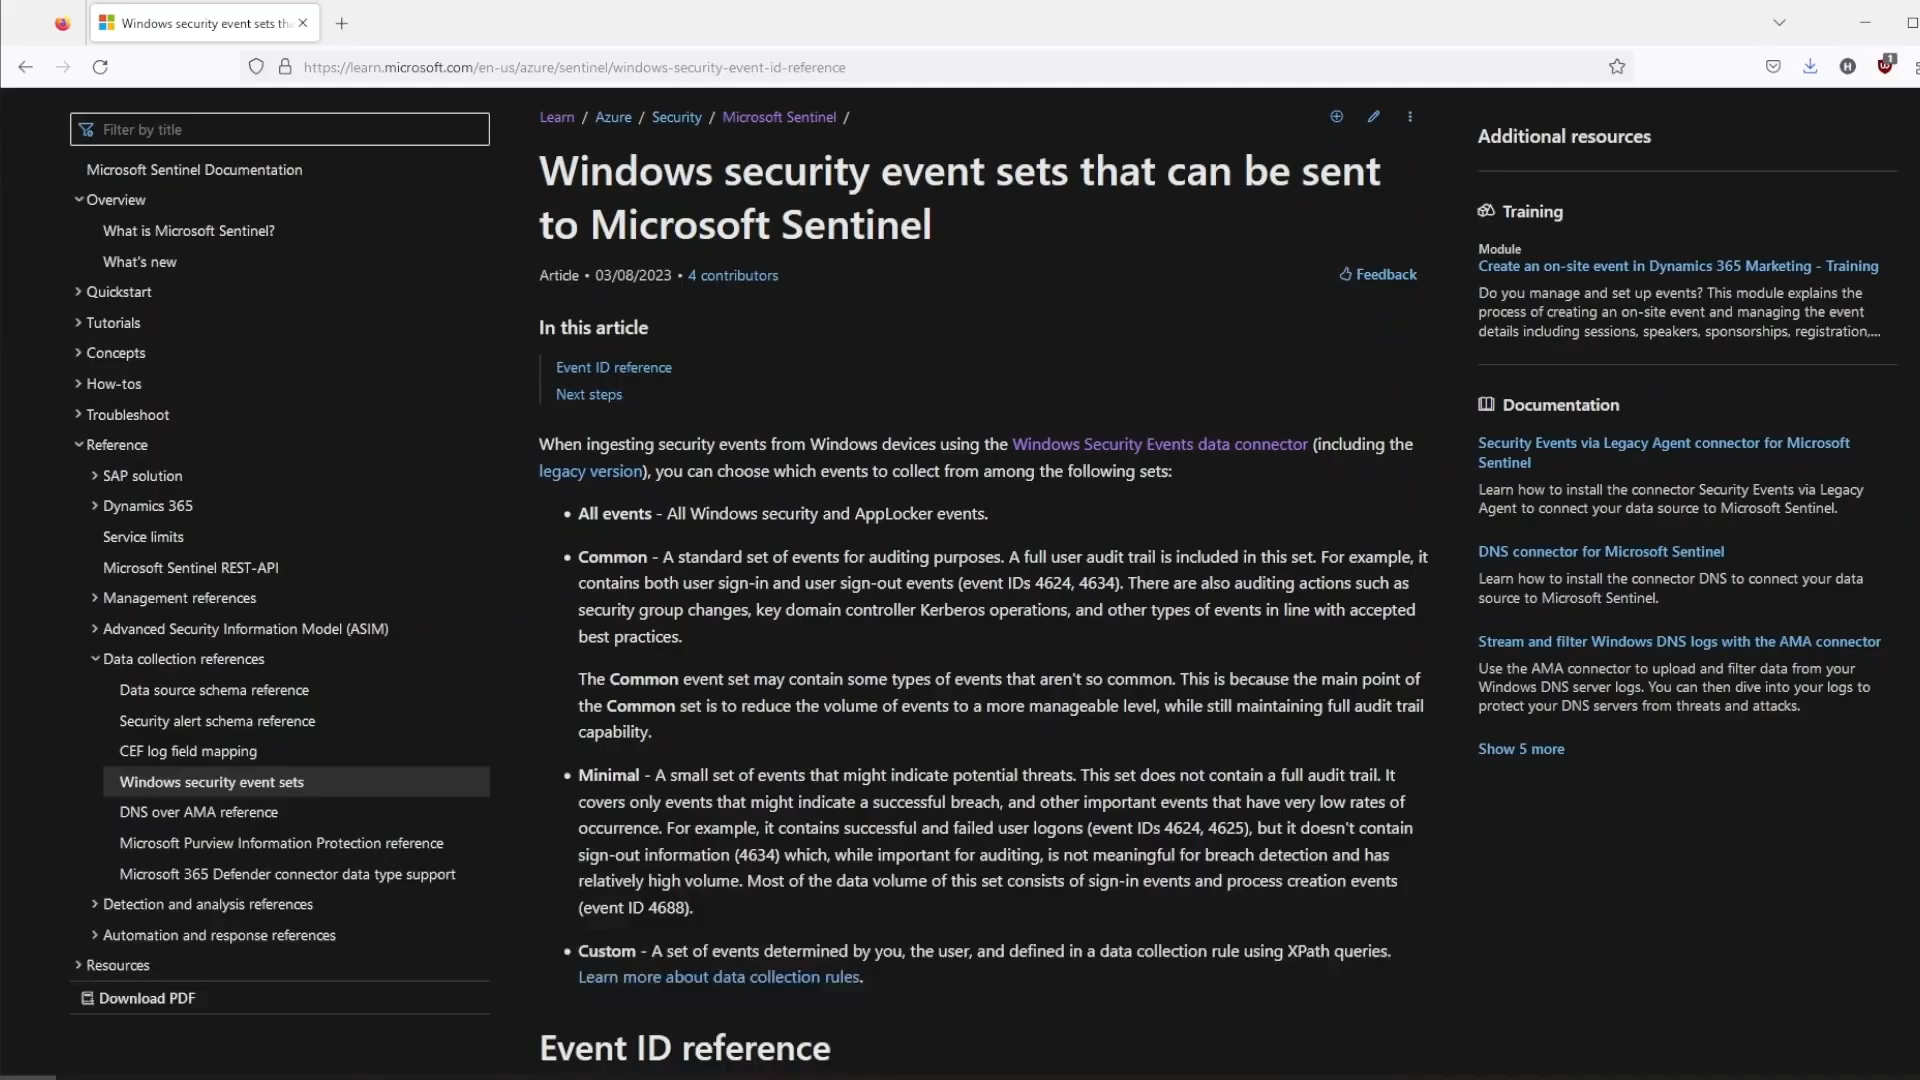 Windows security event sets tha
https://learn.microsoft.com/en-us/azure/sentinel/windows-security-event-id-reference
1
Filter by title
Microsoft Sentinel Documentation
Overview
What is Microsoft Sentinel?
What's new
Quickstart
Tutorials
Concepts
How-tos
Troubleshoot
Reference
SAP solution
Dynamics 365
Service limits
Microsoft Sentinel REST-API
Management references
Advanced Security Information Model (ASIM)
Data collection references
Data source schema reference
Security alert schema reference
CEF log field mapping
Windows security event sets
DNS over AMA reference
Microsoft Purview Information Protection reference
Microsoft 365 Defender connector data type support
Detection and analysis references
Automation and response references
Resources
Download PDF
Learn / Azure / Security / Microsoft Sentinel /
Windows security event sets that can be sent
to Microsoft Sentinel
Article • 03/08/2023 • 4 contributors
Feedback
In this article
Event ID reference
Next steps
When ingesting security events from Windows devices using the Windows Security Events data connector (including the
legacy version), you can choose which events to collect from among the following sets:
• All events - All Windows security and AppLocker events.
• Common - A standard set of events for auditing purposes. A full user audit trail is included in this set. For example, it
contains both user sign-in and user sign-out events (event IDs 4624, 4634). There are also auditing actions such as
security group changes, key domain controller Kerberos operations, and other types of events in line with accepted
best practices.
The Common event set may contain some types of events that aren't so common. This is because the main point of
the Common set is to reduce the volume of events to a more manageable level, while still maintaining full audit trail
capability.
• Minimal - A small set of events that might indicate potential threats. This set does not contain a full audit trail. It
covers only events that might indicate a successful breach, and other important events that have very low rates of
occurrence. For example, it contains successful and failed user logons (event IDs 4624, 4625), but it doesn't contain
sign-out information (4634) which, while important for auditing, is not meaningful for breach detection and has
relatively high volume. Most of the data volume of this set consists of sign-in events and process creation events
(event ID 4688).
• Custom - A set of events determined by you, the user, and defined in a data collection rule using XPath queries.
Learn more about data collection rules.
Event ID reference
Additional resources
Training
Module
Create an on-site event in Dynamics 365 Marketing - Training
Do you manage and set up events? This module explains the
process of creating an on-site event and managing the event
details including sessions, speakers, sponsorships, registration,...
Documentation
Security Events via Legacy Agent connector for Microsoft
Sentinel
Learn how to install the connector Security Events via Legacy
Agent to connect your data source to Microsoft Sentinel.
DNS connector for Microsoft Sentinel
Learn how to install the connector DNS to connect your data
source to Microsoft Sentinel.
Stream and filter Windows DNS logs with the AMA connector
Use the AMA connector to upload and filter data from your
Windows DNS server logs. You can then dive into your logs to
protect your DNS servers from threats and attacks.
Show 5 more